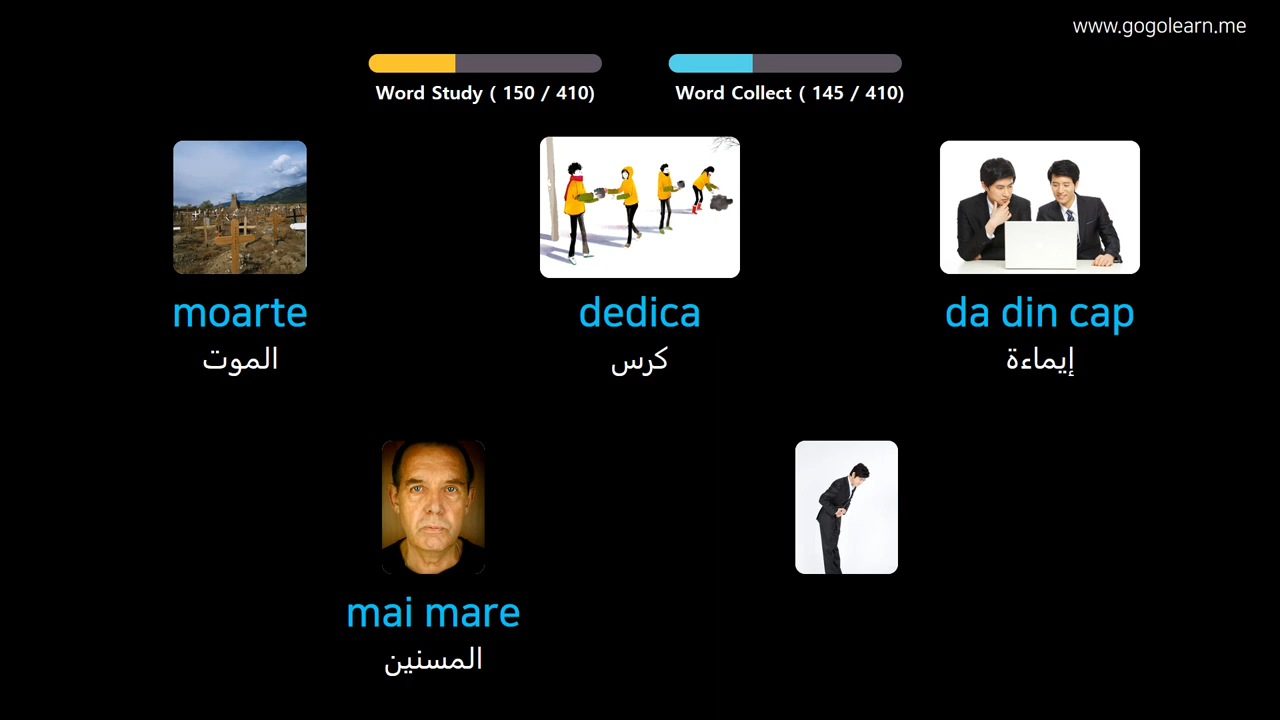 www.gogolearn.me
Word Study ( 150 / 410)
Word Collect ( 145 / 410)
moarte
الموت
dedica
كرس
da din cap
إيماءة
mai mare
المسنين